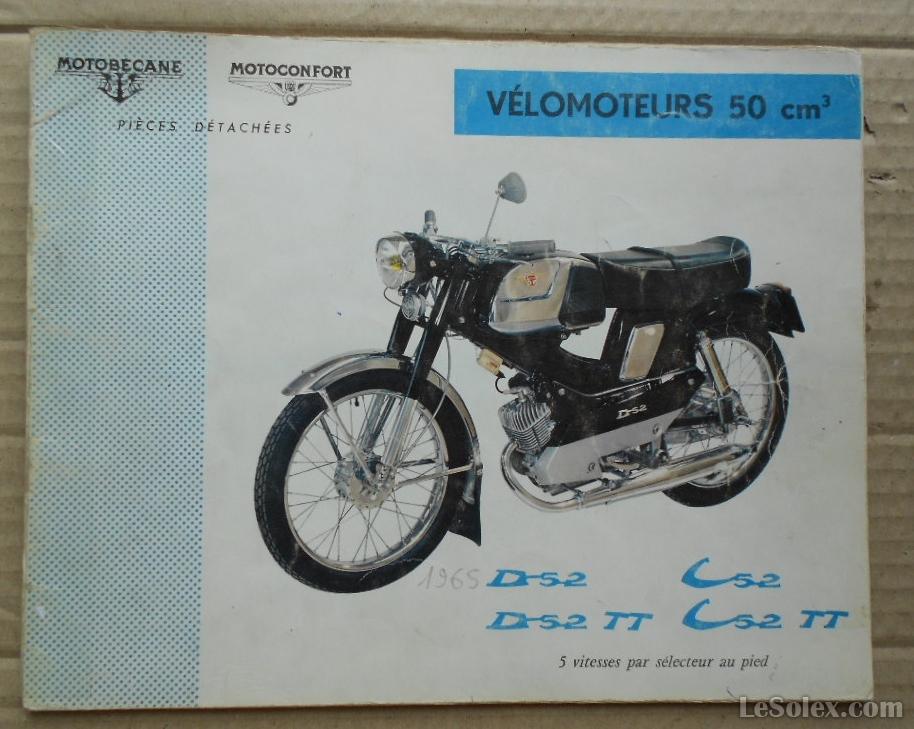 MOTOBÉCANE
MOTOCONFORT
PIÈCES DÉTACHÉES
VÉLOMOTEURS 50 cm³
D52
1965 D52 C52
D52 TT C52 TT
5 vitesses par sélecteur au pied
LeSolex.com